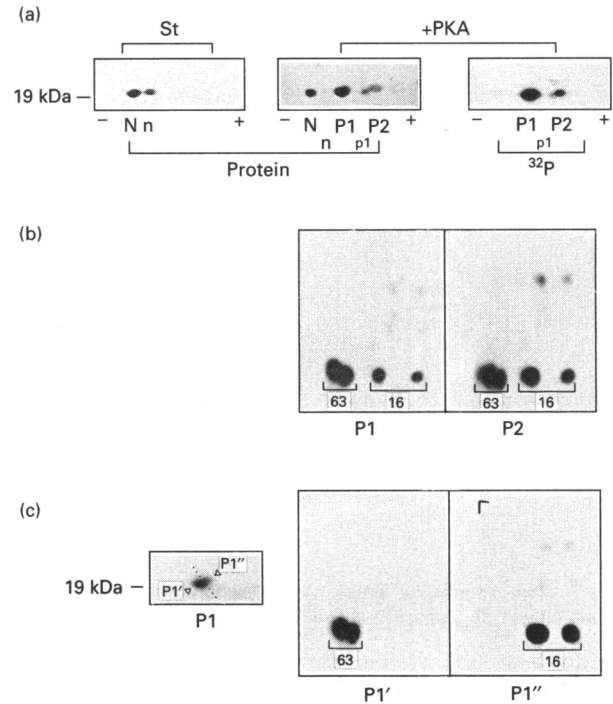 (a)
St
+PKA
19 kDa
− N n +
− N P1 P2 +
n p1
− P1 P2 +
p1
Protein
32P
(b)
63 16
63 16
P1 P2
(c)
P1″
19 kDa
P1′
P1
63
16
P1′ P1″